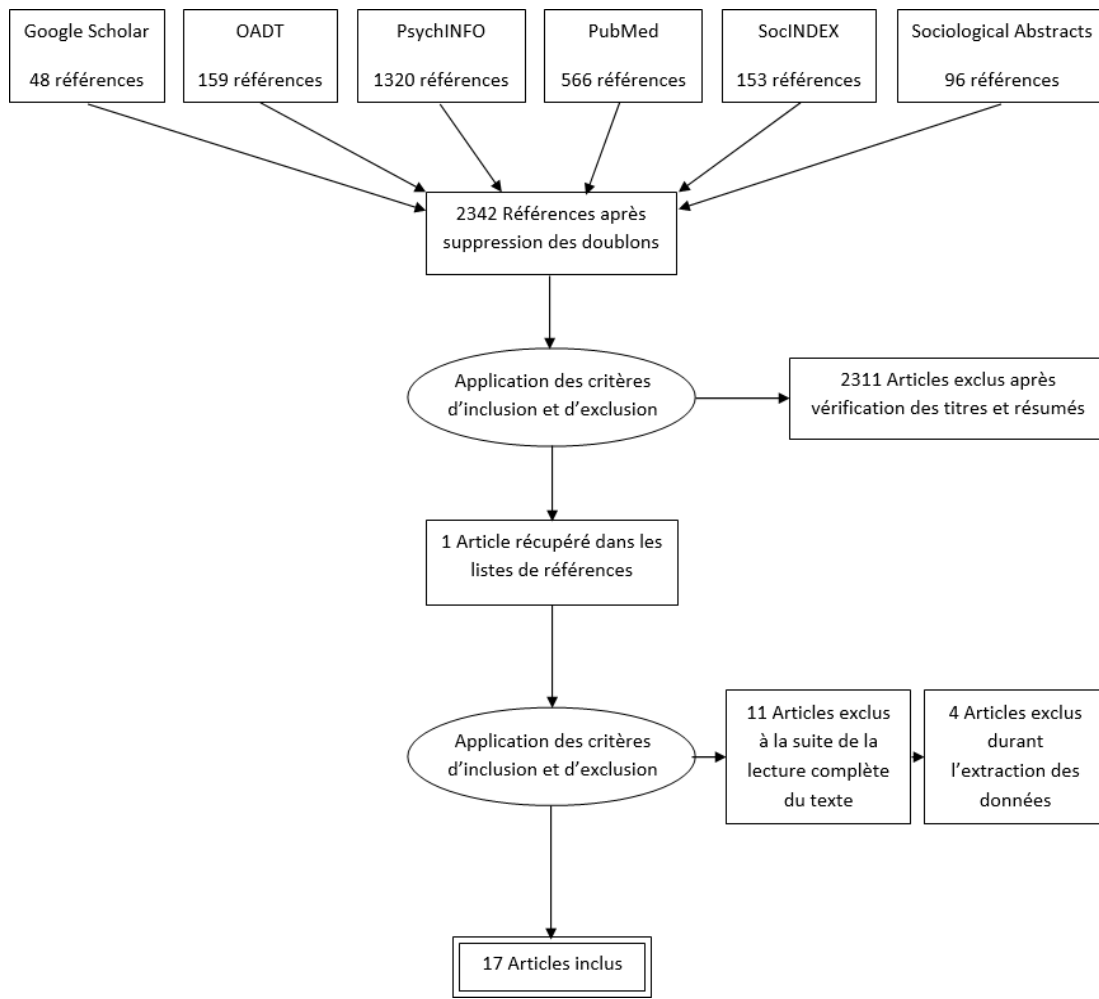 Google Scholar
48 références
OADT
159 références
PsychINFO
1320 références
PubMed
566 références
SocINDEX
153 références
Sociological Abstracts
96 références
2342 Références après
suppression des doublons
Application des critères
d’inclusion et d’exclusion
2311 Articles exclus après
vérification des titres et résumés
1 Article récupéré dans les
listes de références
Application des critères
d’inclusion et d’exclusion
11 Articles exclus
à la suite de la
lecture complète
du texte
4 Articles exclus
durant
l’extraction des
données
17 Articles inclus